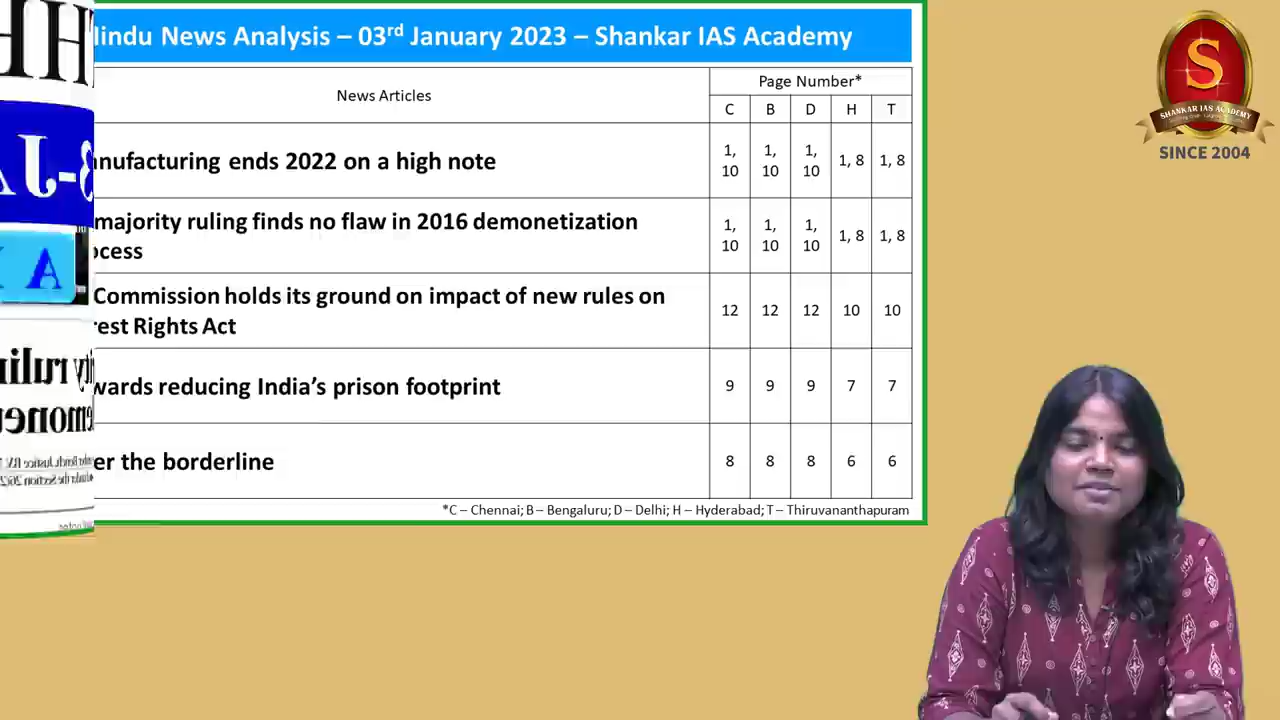 Hindu News Analysis – 03rd January 2023 – Shankar IAS Academy
News Articles
Page Number*
C B D H T
nufacturing ends 2022 on a high note
1, 10 1, 10 1, 10 1, 8 1, 8
majority ruling finds no flaw in 2016 demonetization
ocess
1, 10 1, 10 1, 10 1, 8 1, 8
Commission holds its ground on impact of new rules on
rest Rights Act
12 12 12 10 10
wards reducing India's prison footprint
9 9 9 7 7
er the borderline
8 8 8 6 6
*C – Chennai; B – Bengaluru; D – Delhi; H – Hyderabad; T – Thiruvananthapuram
S
SHANKAR IAS ACADEMY
SINCE 2004